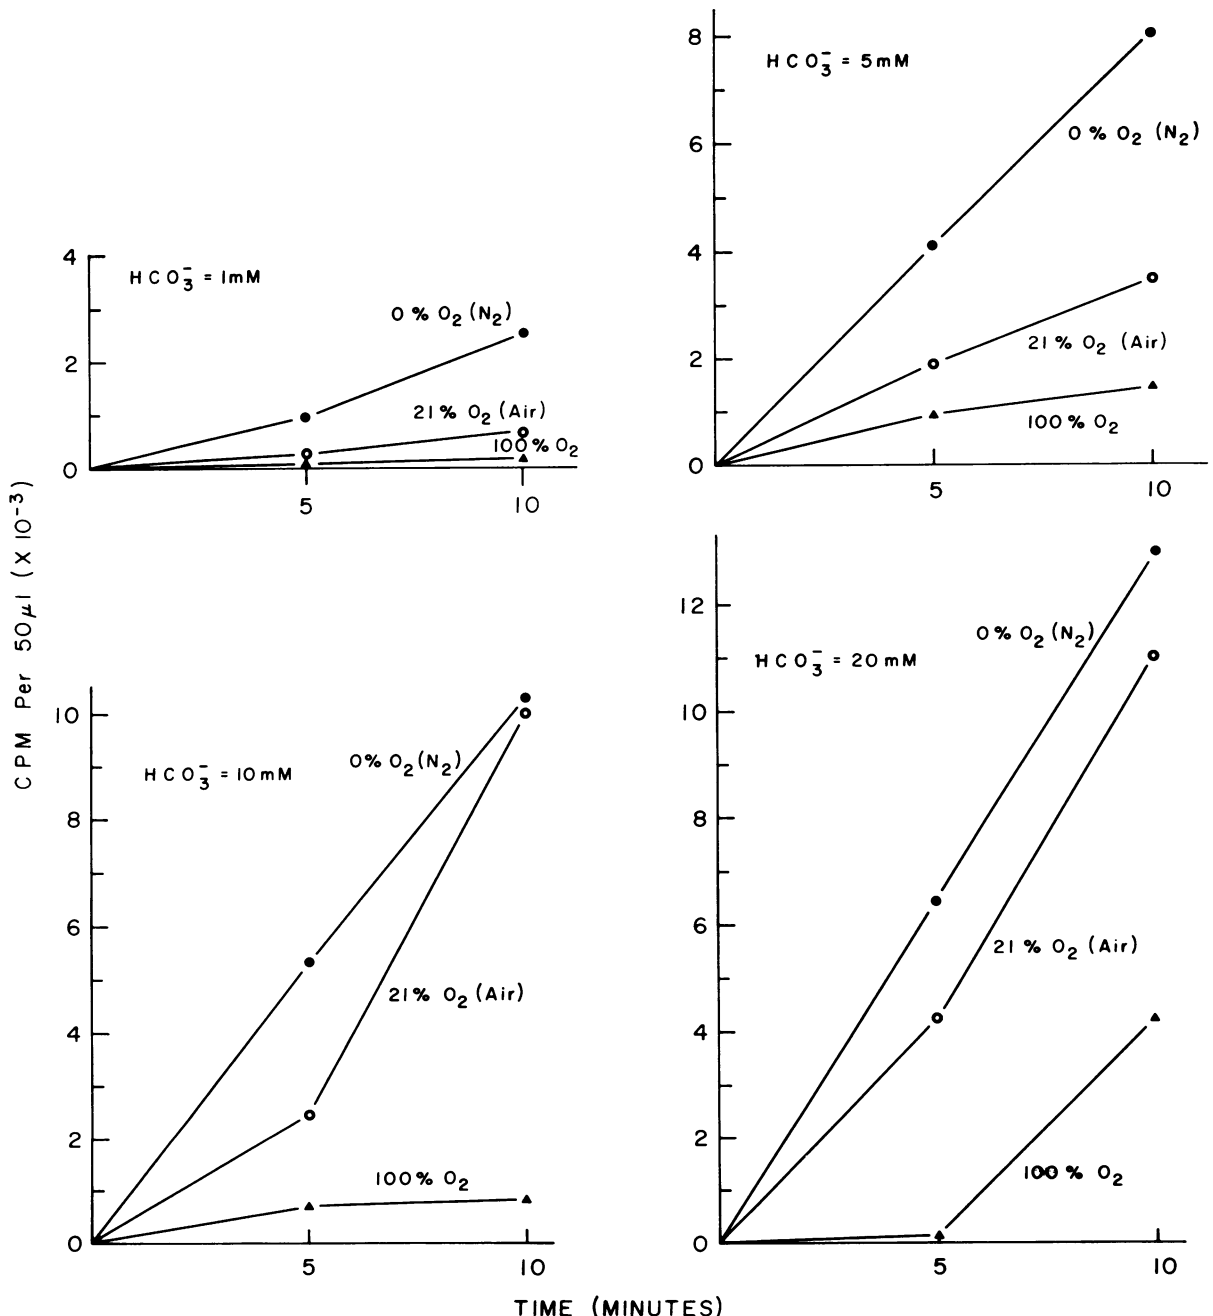 CPM Per 50µl (X 10⁻³)
4
2
0
HCO₃⁻ = 1mM
0 % O₂ (N₂)
21% O₂ (Air)
100% O₂
5
10
8
6
4
2
0
HCO₃⁻ = 5mM
0 % O₂ (N₂)
21% O₂ (Air)
100% O₂
5
10
10
8
6
4
2
0
HCO₃⁻ = 10mM
0% O₂(N₂)
21% O₂ (Air)
100% O₂
5
10
12
10
8
6
4
2
0
HCO₃⁻ = 20mM
0% O₂(N₂)
21% O₂ (Air)
100% O₂
5
10
TIME (MINUTES)